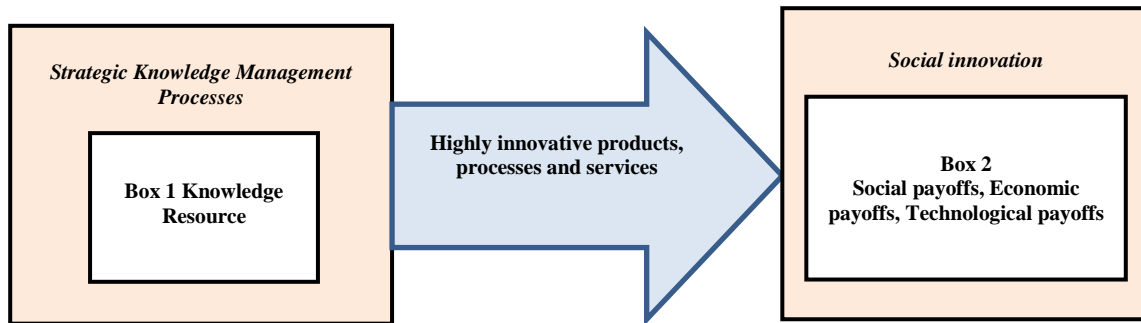 Strategic Knowledge Management
Processes
Box 1 Knowledge
Resource
Highly innovative products,
processes and services
Social innovation
Box 2
Social payoffs, Economic
payoffs, Technological payoffs